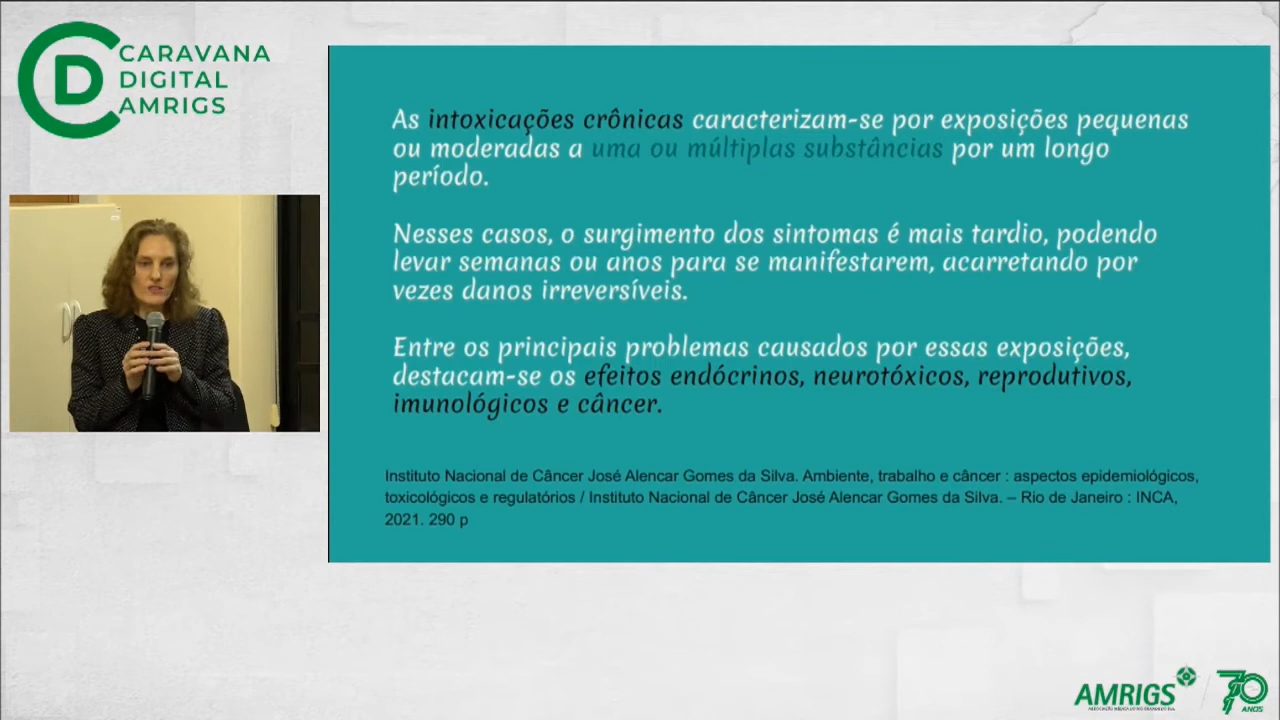 CARAVANA
DIGITAL
AMRIGS
As intoxicações crônicas caracterizam-se por exposições pequenas
ou moderadas a uma ou múltiplas substâncias por um longo
período.
Nesses casos, o surgimento dos sintomas é mais tardio, podendo
levar semanas ou anos para se manifestarem, acarretando por
vezes danos irreversíveis.
Entre os principais problemas causados por essas exposições,
destacam-se os efeitos endócrinos, neurotóxicos, reprodutivos,
imunológicos e câncer.
Instituto Nacional de Câncer José Alencar Gomes da Silva. Ambiente, trabalho e câncer : aspectos epidemiológicos,
toxicológicos e regulatórios / Instituto Nacional de Câncer José Alencar Gomes da Silva. – Rio de Janeiro : INCA,
2021. 290 p
AMRIGS
70
ANOS